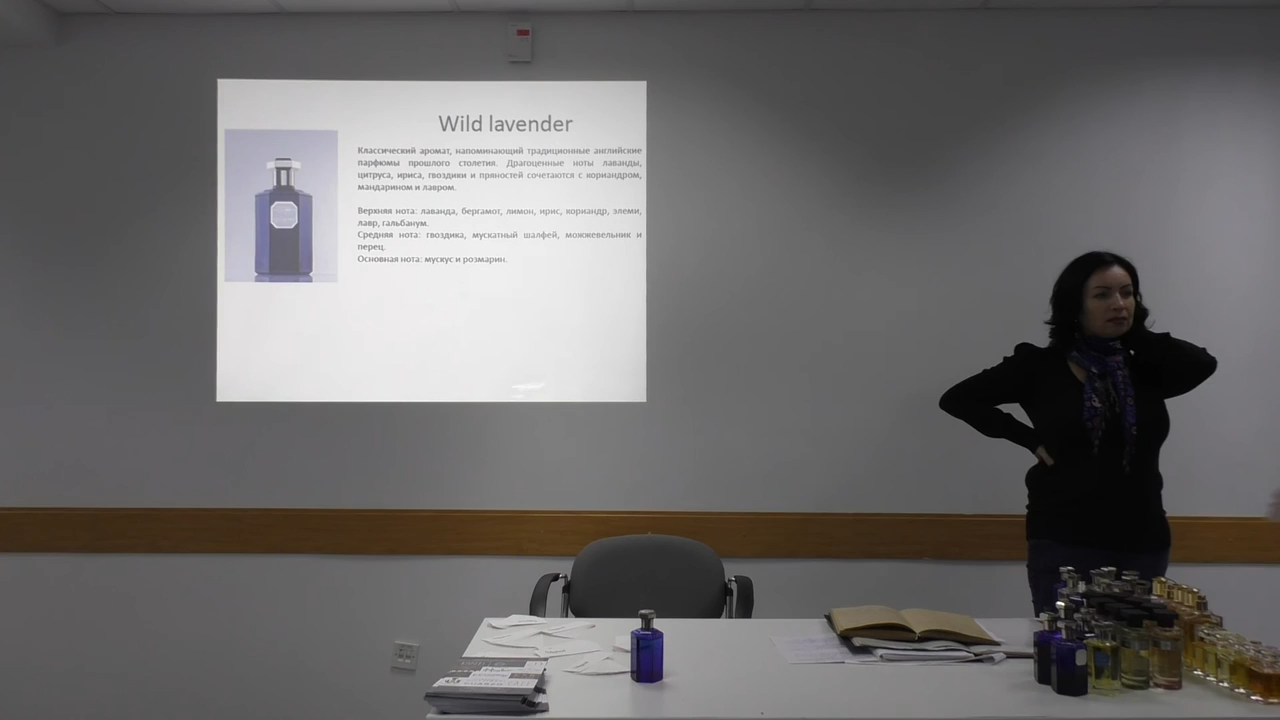 Wild lavender
Классический аромат, напоминающий традиционные английские
парфюмы прошлого столетия. Драгоценные ноты лаванды,
цитруса, ириса, гвоздики и пряностей сочетаются с кориандром,
мандарином и лавром.
Верхняя нота: лаванда, бергамот, лимон, ирис, кориандр, элеми,
лавр, гальбанум.
Средняя нота: гвоздика, мускатный шалфей, можжевельник и
перец.
Основная нота: мускус и розмарин.